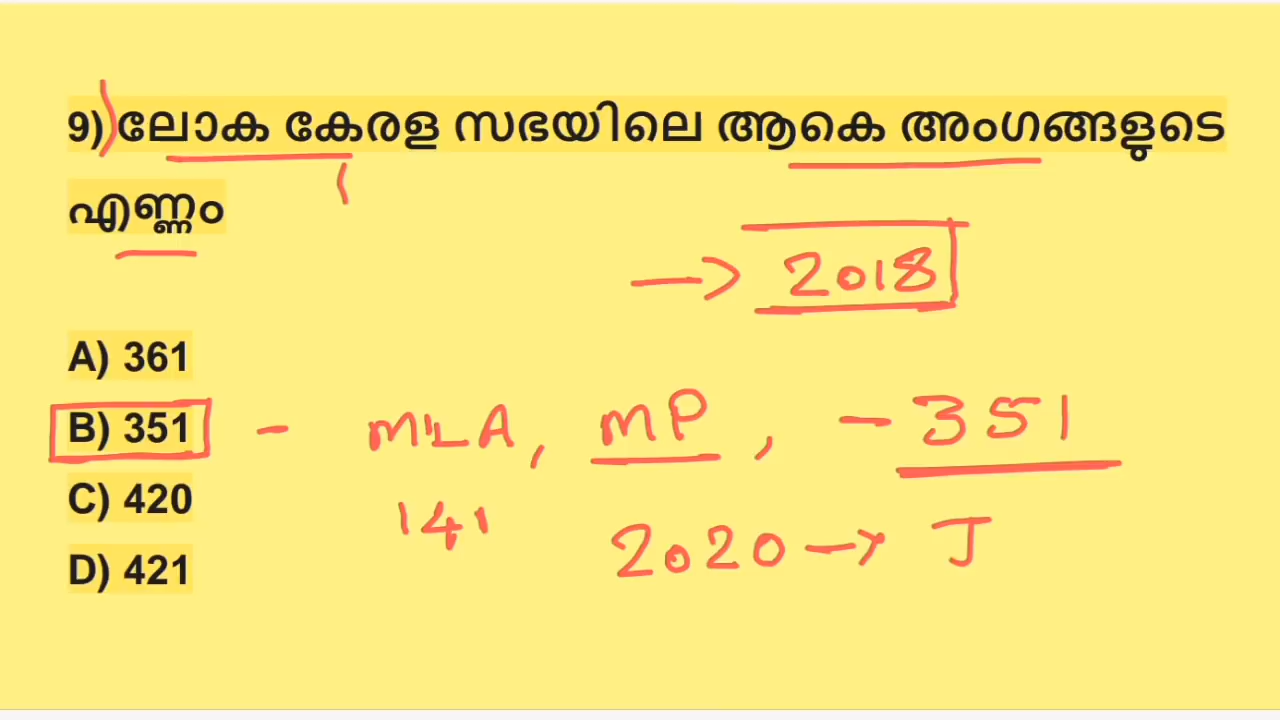 9) ലോക കേരള സഭയിലെ ആകെ അംഗങ്ങളുടെ
എണ്ണം
→ 2018
A) 361
B) 351 - MLA, MP, - 351
C) 420
141
2020 → J
D) 421